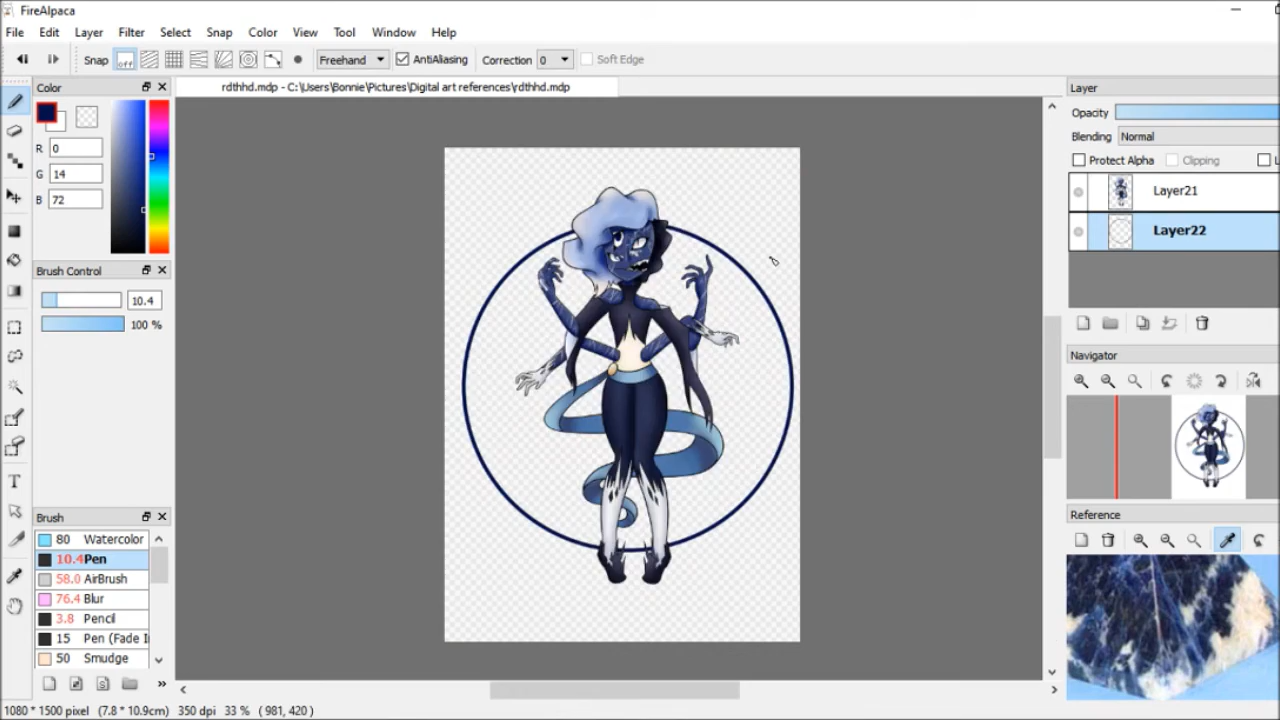 FireAlpaca
File Edit Layer Filter Select Snap Color View Tool Window Help
Snap off Freehand AntiAliasing Correction 0 Soft Edge
Color
rdthhd.mdp - C:\Users\Bonnie\Pictures\Digital art references\rdthhd.mdp
R 0
G 14
B 72
Brush Control
10.4
100 %
Brush
80 Watercolor
10.4 Pen
58.0 AirBrush
76.4 Blur
3.8 Pencil
15 Pen (Fade I
50 Smudge
Layer
Opacity
Blending Normal
Protect Alpha Clipping L
Layer21
Layer22
Navigator
Reference
1080 * 1500 pixel (7.8 * 10.9cm) 350 dpi 33 % ( 981, 420 )